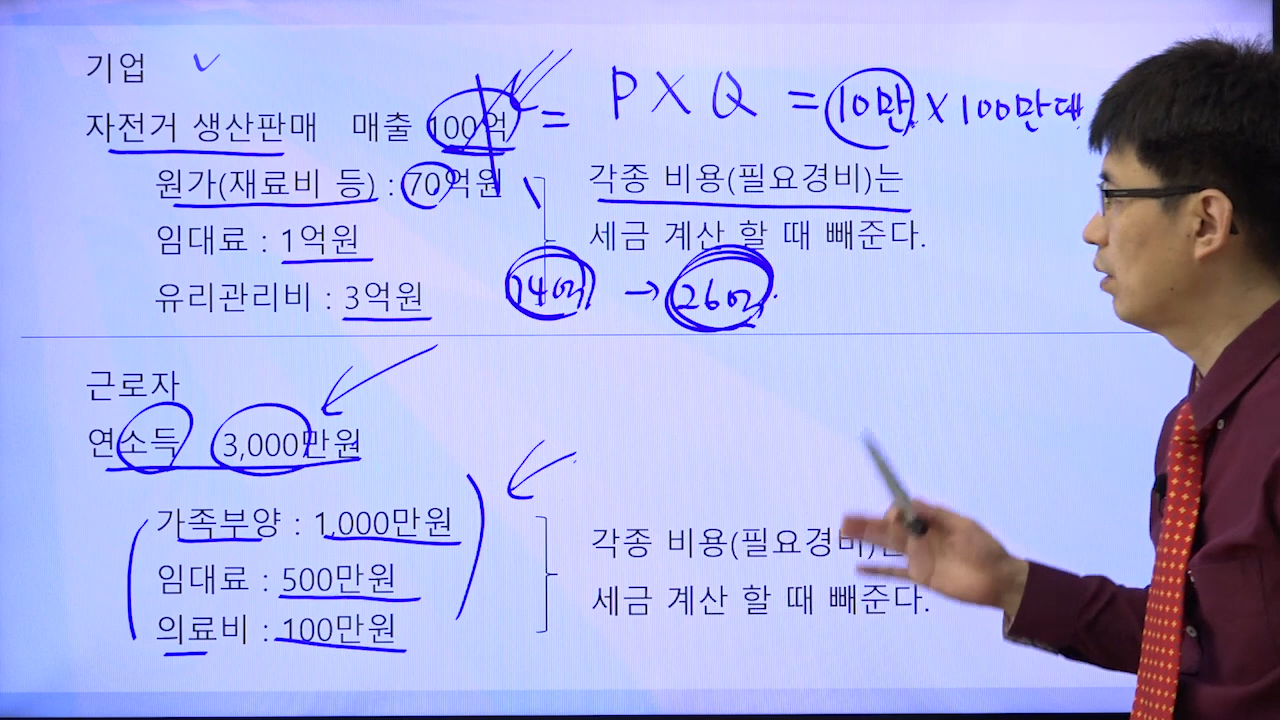 기업
자전거 생산판매 매출 100억 = P X Q = 10만 X 100만대
원가(재료비 등) : 70억원
임대료 : 1억원
유리관리비 : 3억원
각종 비용(필요경비)는
세금 계산 할 때 빼준다.
74억 → 26억
근로자
연소득 3,000만원
가족부양 : 1,000만원
임대료 : 500만원
의료비 : 100만원
각종 비용(필요경비)는
세금 계산 할 때 빼준다.